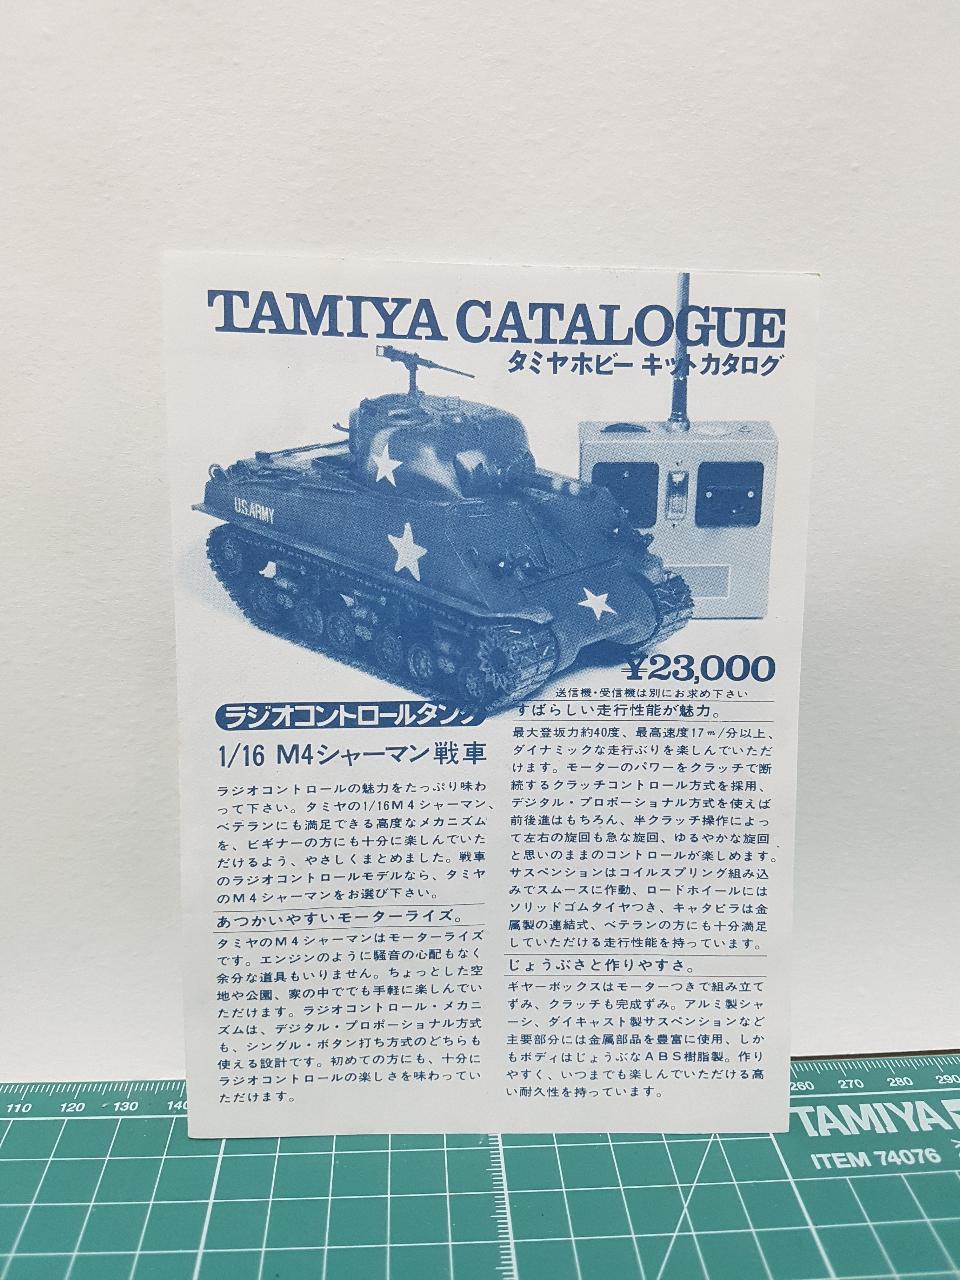 TAMIYA CATALOGUE
タミヤホビー キットカタログ
U.S.ARMY
¥23,000
送信機・受信機は別にお求め下さい
ラジオコントロールタンク
1/16 M4シャーマン戦車
ラジオコントロールの魅力をたっぷり味わ
って下さい。タミヤの1/16M4シャーマン、
ベテランにも満足できる高度なメカニズム
を、ビギナーの方にも十分に楽しんでいた
だけるよう、やさしくまとめました。戦車
のラジオコントロールモデルなら、タミヤ
のM4シャーマンをお選び下さい。
あつかいやすいモーターライズ。
タミヤのM4シャーマンはモーターライズ
です。エンジンのように騒音の心配もなく
余分な道具もいりません。ちょっとした空
地や公園、家の中ででも手軽に楽しんでい
ただけます。ラジオコントロール・メカニ
ズムは、デジタル・プロポーショナル方式
も、シングル・ボタン打ち方式のどちらも
使える設計です。初めての方にも、十分に
ラジオコントロールの楽しさを味わってい
ただけます。
すばらしい走行性能が魅力。
最大登坂力約40度、最高速度17m/分以上、
ダイナミックな走行ぶりを楽しんでいただ
けます。モーターのパワーをクラッチで断
続するクラッチコントロール方式を採用、
デジタル・プロポーショナル方式を使えば
前後進はもちろん、半クラッチ操作によっ
て左右の旋回も急な旋回、ゆるやかな旋回
と思いのままのコントロールが楽しめます。
サスペンションはコイルスプリング組み込
みでスムースに作動、ロードホイールには
ソリッドゴムタイヤつき、キャタピラは金
属製の連結式、ベテランの方にも十分満足
していただける走行性能を持っています。
じょうぶさと作りやすさ。
ギヤーボックスはモーターつきで組み立て
ずみ、クラッチも完成ずみ。アルミ製シャ
ーシ、ダイキャスト製サスペンションなど
主要部分には金属部品を豊富に使用、しか
もボディはじょうぶなABS樹脂製。作り
やすく、いつまでも楽しんでいただける高
い耐久性を持っています。
110 120 130 140
260 270 280 290
TAMIYA
ITEM 74076